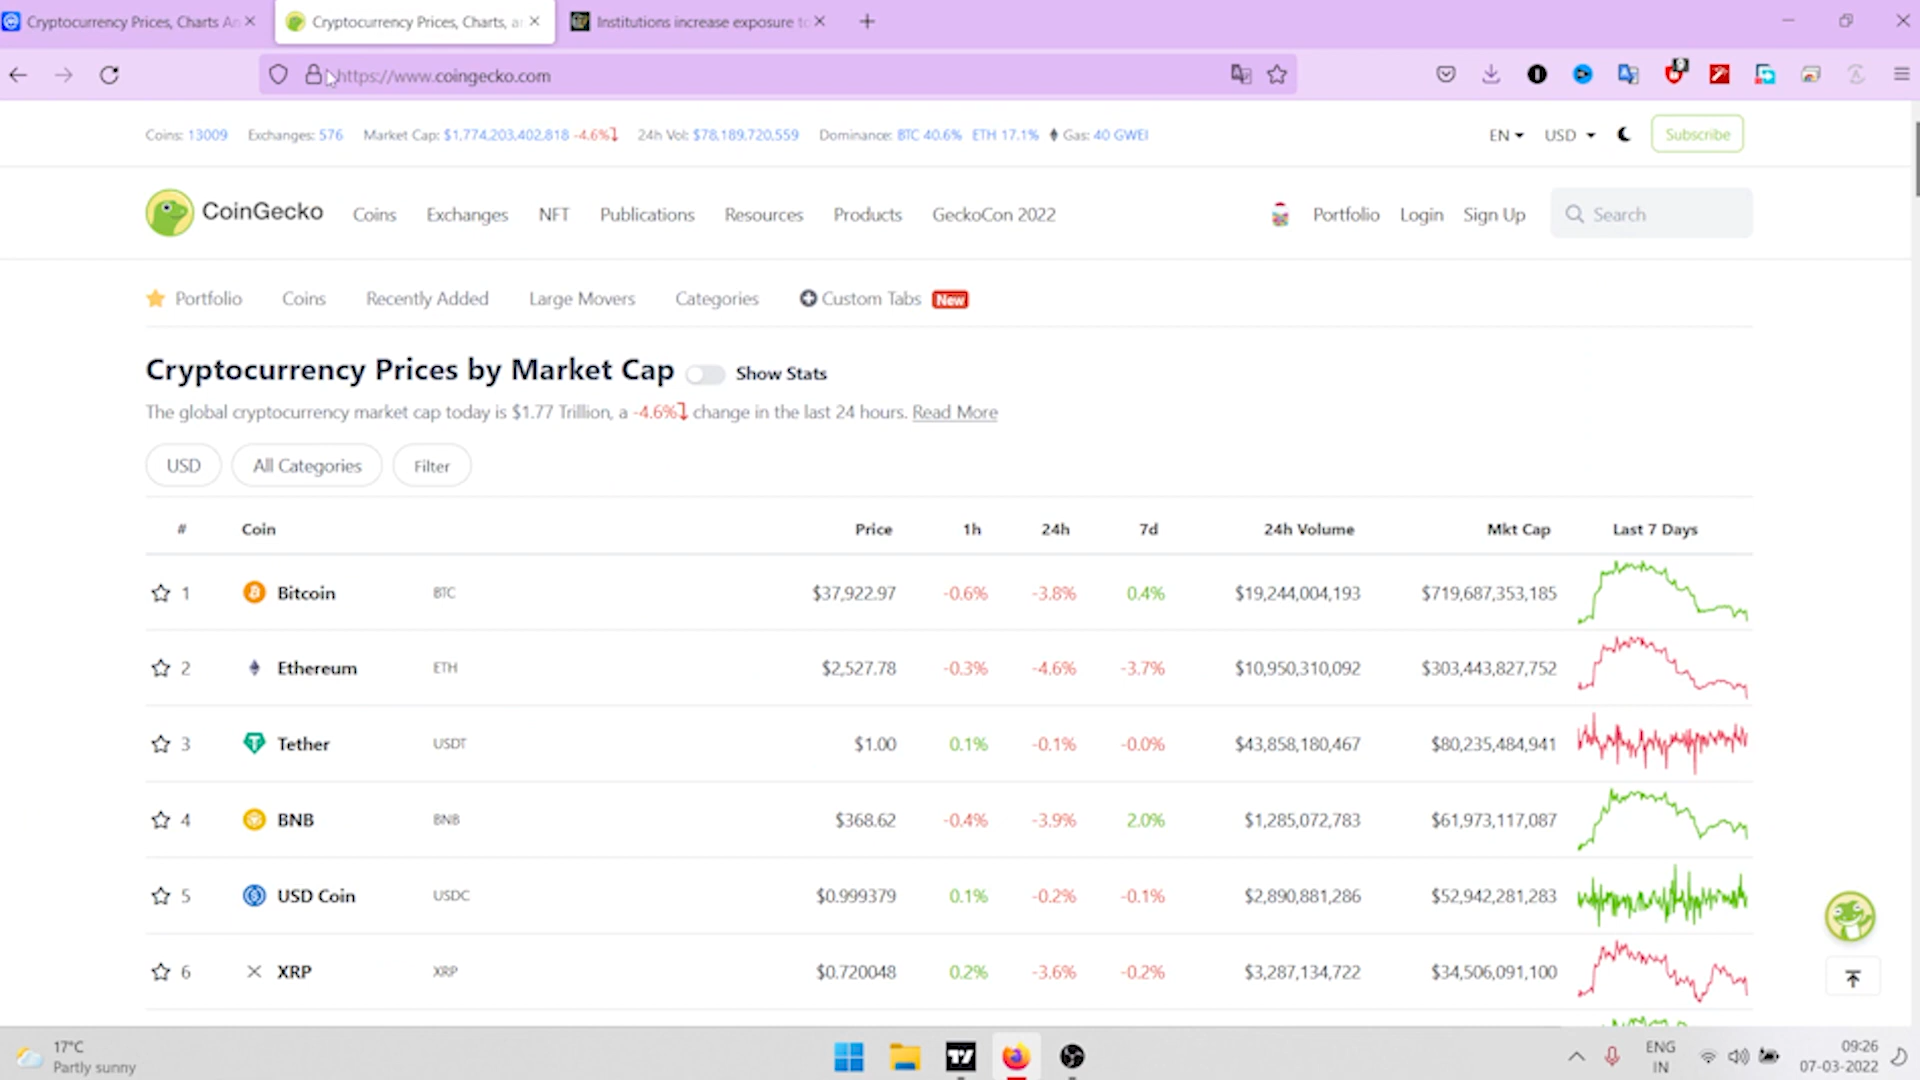 Cryptocurrency Prices, Charts An
Cryptocurrency Prices, Charts, a
Institutions increase exposure to
https://www.coingecko.com
Coins: 13009 Exchanges: 576 Market Cap: $1,774,203,402,818 -4.6% 24h Vol: $78,189,720,559 Dominance: BTC 40.6% ETH 17.1% Gas: 40 GWEI
EN USD Subscribe
CoinGecko Coins Exchanges NFT Publications Resources Products GeckoCon 2022 Portfolio Login Sign Up Search
Portfolio Coins Recently Added Large Movers Categories Custom Tabs New
Cryptocurrency Prices by Market Cap Show Stats
The global cryptocurrency market cap today is $1.77 Trillion, a -4.6% change in the last 24 hours. Read More
USD All Categories Filter
# Coin Price 1h 24h 7d 24h Volume Mkt Cap Last 7 Days
1 Bitcoin BTC $37,922.97 -0.6% -3.8% 0.4% $19,244,004,193 $719,687,353,185
2 Ethereum ETH $2,527.78 -0.3% -4.6% -3.7% $10,950,310,092 $303,443,827,752
3 Tether USDT $1.00 0.1% -0.1% -0.0% $43,858,180,467 $80,235,484,941
4 BNB BNB $368.62 -0.4% -3.9% 2.0% $1,285,072,783 $61,973,117,087
5 USD Coin USDC $0.999379 0.1% -0.2% -0.1% $2,890,881,286 $52,942,281,283
6 XRP XRP $0.720048 0.2% -3.6% -0.2% $3,287,134,722 $34,506,091,100
17°C
Partly sunny
ENG
IN
09:26
07-03-2022